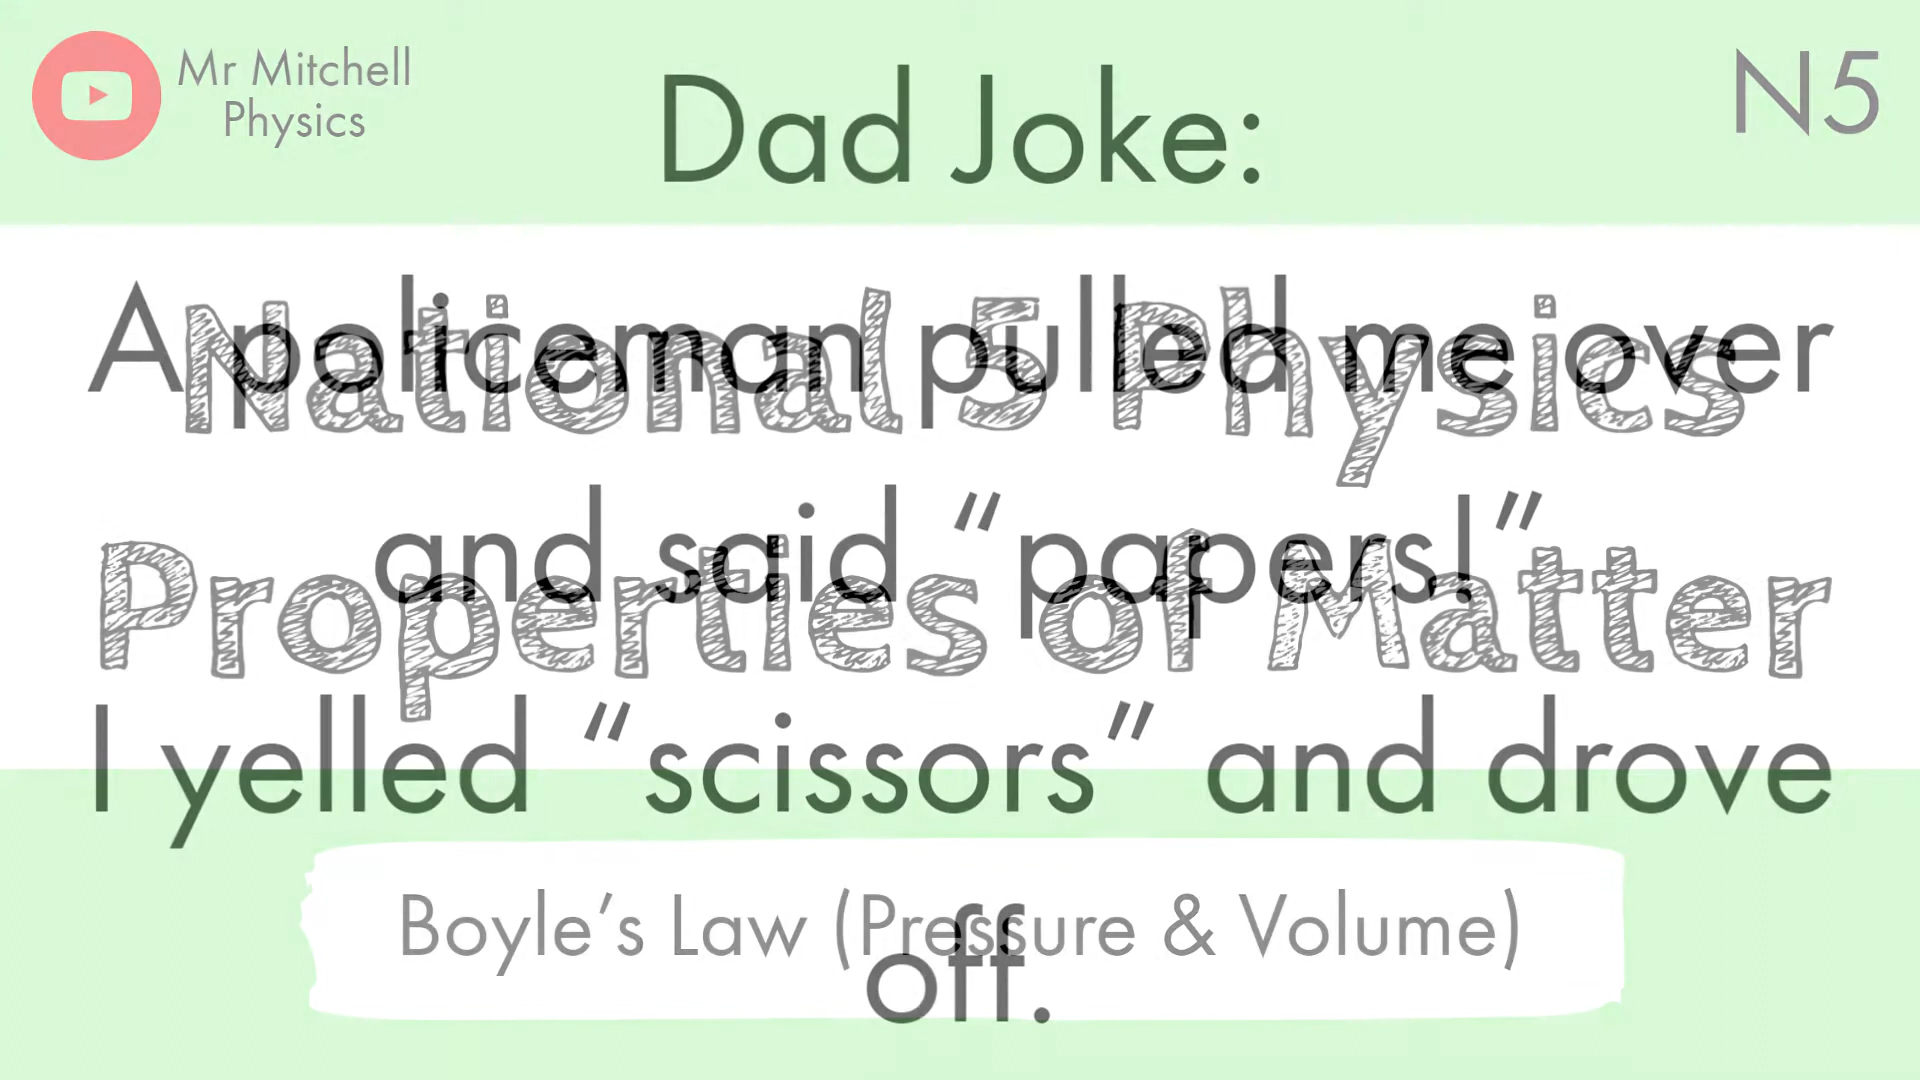 Mr Mitchell
Physics
N5
Dad Joke:
A policeman pulled me over
and said “papers!”
I yelled “scissors” and drove
off.
National 5 Physics
Properties of Matter
Boyle’s Law (Pressure & Volume)